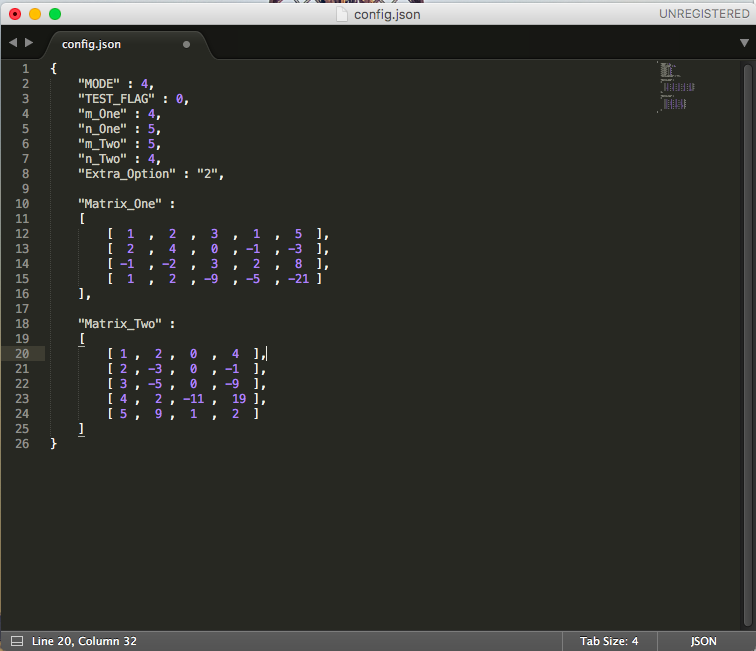 config.json
UNREGISTERED
config.json
1 {
2     "MODE" : 4,
3     "TEST_FLAG" : 0,
4     "m_One" : 4,
5     "n_One" : 5,
6     "m_Two" : 5,
7     "n_Two" : 4,
8     "Extra_Option" : "2",
9
10     "Matrix_One" :
11     [
12         [  1  ,  2  ,  3  ,  1  ,  5  ],
13         [  2  ,  4  ,  0  , -1  , -3  ],
14         [ -1  , -2  ,  3  ,  2  ,  8  ],
15         [  1  ,  2  , -9  , -5  , -21 ]
16     ],
17
18     "Matrix_Two" :
19     [
20         [ 1 ,  2 ,  0  ,  4  ],
21         [ 2 , -3 ,  0  , -1  ],
22         [ 3 , -5 ,  0  , -9  ],
23         [ 4 ,  2 , -11 ,  19 ],
24         [ 5 ,  9 ,  1  ,  2  ]
25     ]
26 }
Line 20, Column 32
Tab Size: 4
JSON